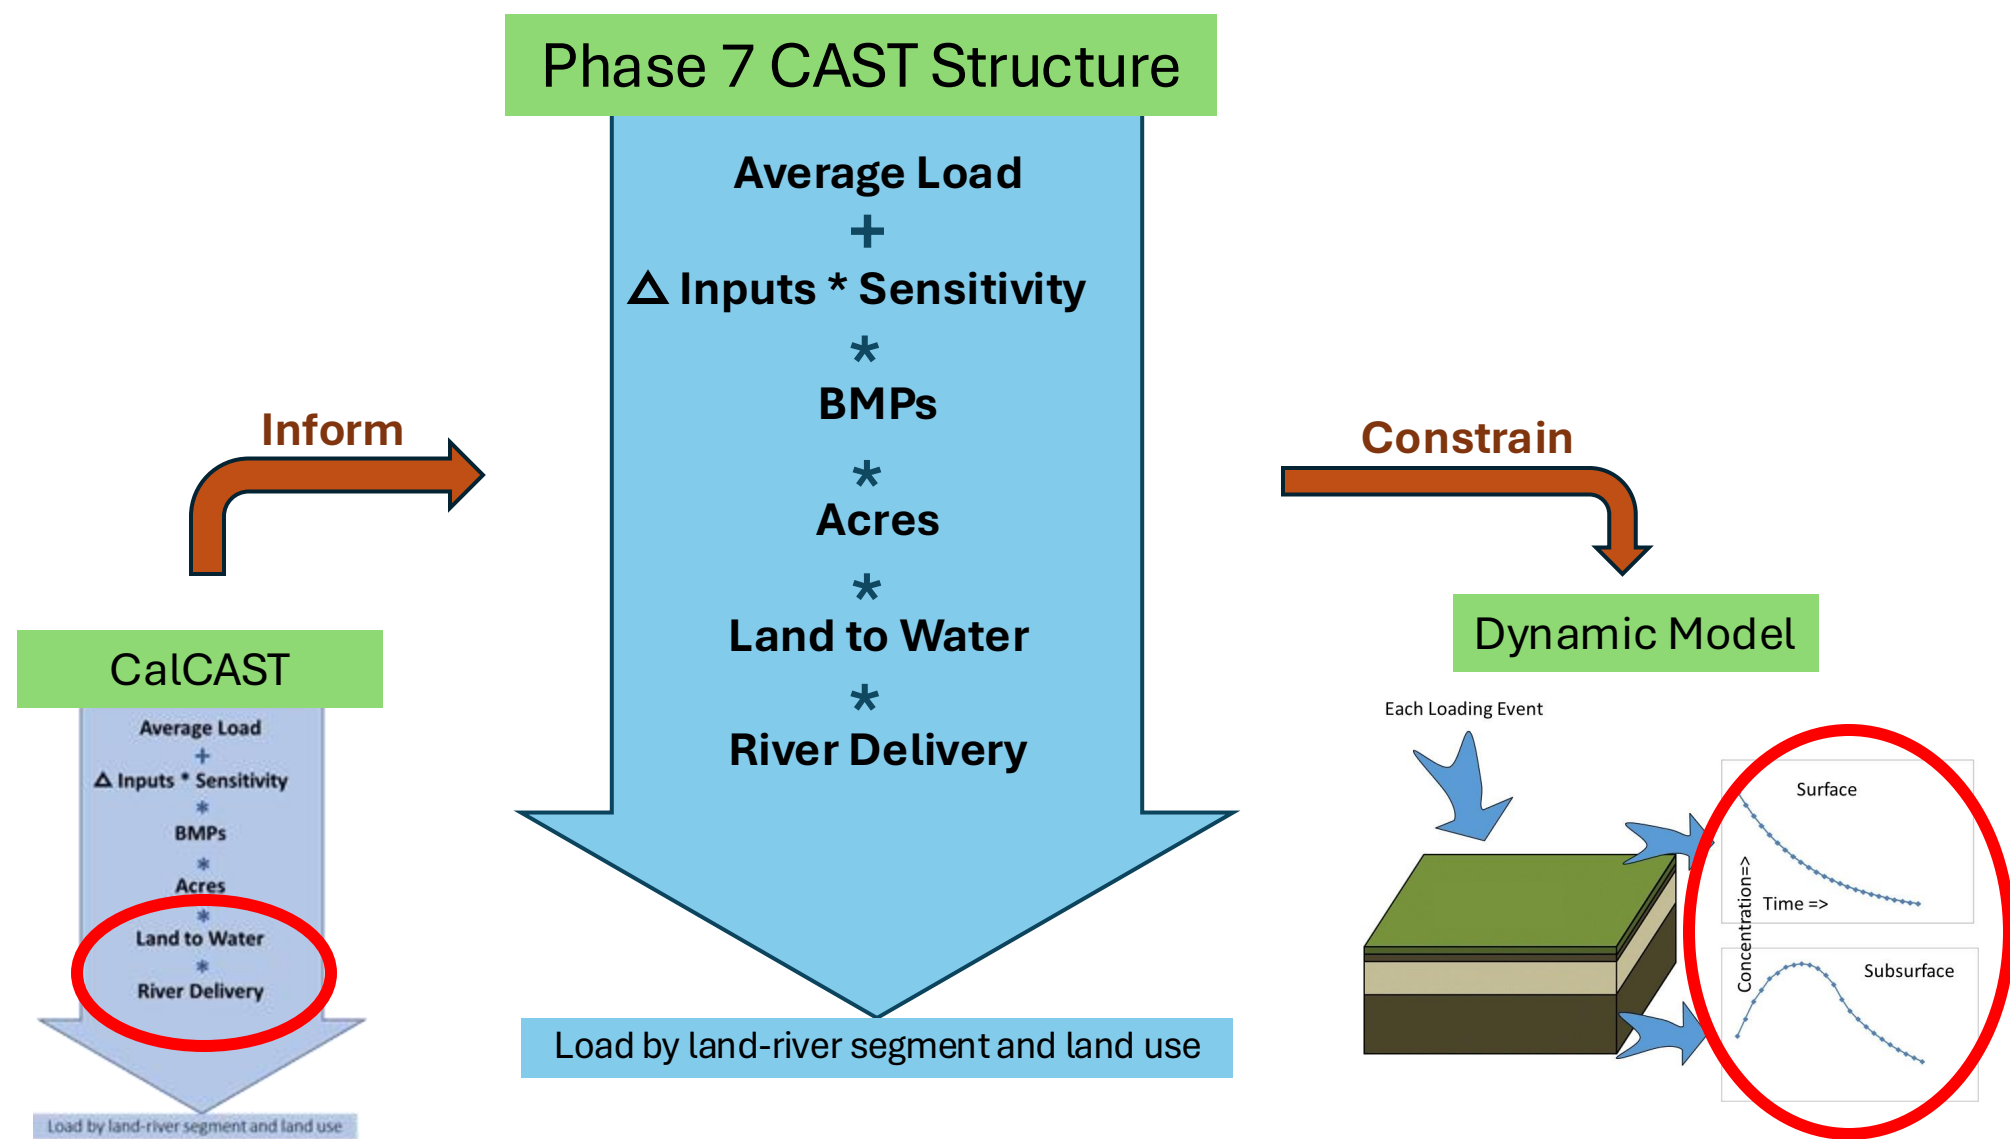 Phase 7 CAST Structure
Average Load
+
Δ Inputs * Sensitivity
*
BMPs
*
Acres
*
Land to Water
*
River Delivery
Load by land-river segment and land use
Inform
CalCAST
Average Load
+
Δ Inputs * Sensitivity
*
BMPs
*
Acres
*
Land to Water
*
River Delivery
Load by land-river segment and land use
Constrain
Dynamic Model
Each Loading Event
Surface
Time =>
Concentration=>
Subsurface